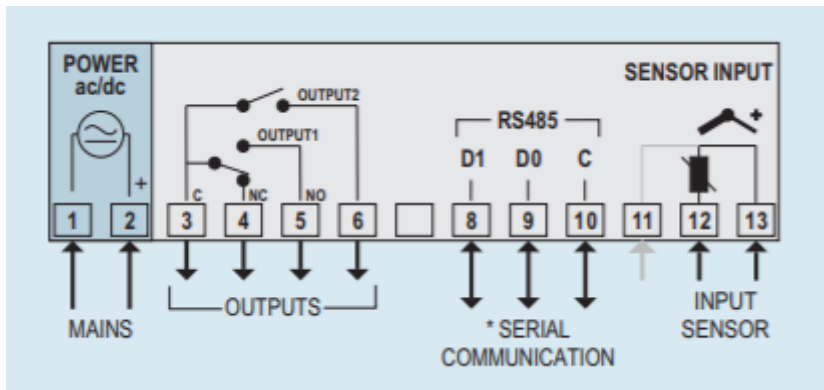 POWER
ac/dc
SENSOR INPUT
OUTPUT2
OUTPUT1
RS485
D1 D0 C
+
+
C NC NO
1 2 3 4 5 6 8 9 10 11 12 13
MAINS
OUTPUTS
* SERIAL
COMMUNICATION
INPUT
SENSOR